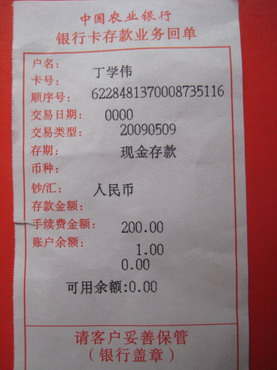 中国农业银行
银行卡存款业务回单
户名：
丁学伟
卡号：
6228481370008735116
顺序号：
0000
交易日期：
20090509
交易类型：
现金存款
存期：
币种：
人民币
钞/汇：
存款金额：
200.00
手续费金额：
1.00
账户余额：
0.00
可用余额:0.00
请客户妥善保管
（银行盖章）